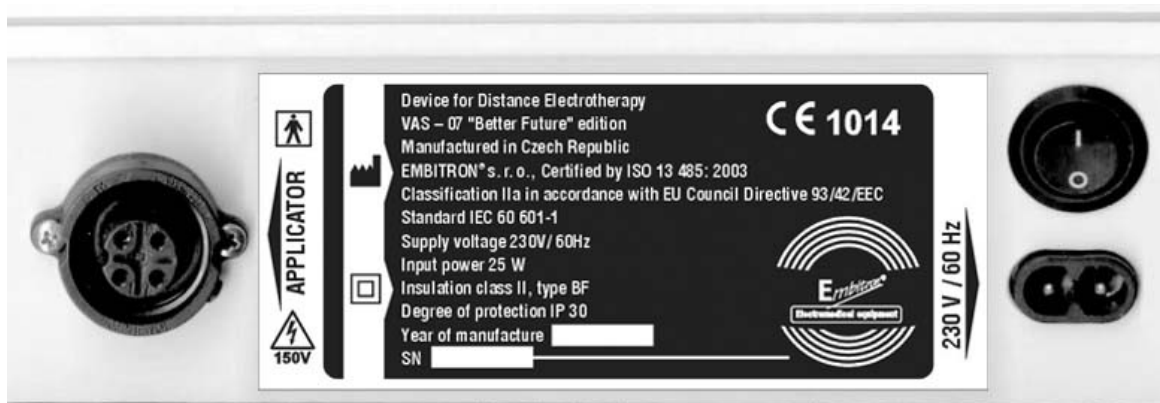 Device for Distance Electrotherapy
VAS – 07 "Better Future" edition
Manufactured in Czech Republic
EMBITRON® s. r. o., Certified by ISO 13 485: 2003
Classification IIa in accordance with EU Council Directive 93/42/EEC
Standard IEC 60 601-1
Supply voltage 230V/ 60Hz
Input power 25 W
Insulation class II, type BF
Degree of protection IP 30
Year of manufacture
SN
CE 1014
APPLICATOR
150V
Embitron®
Electromedical equipment
230 V / 60 Hz
I
O